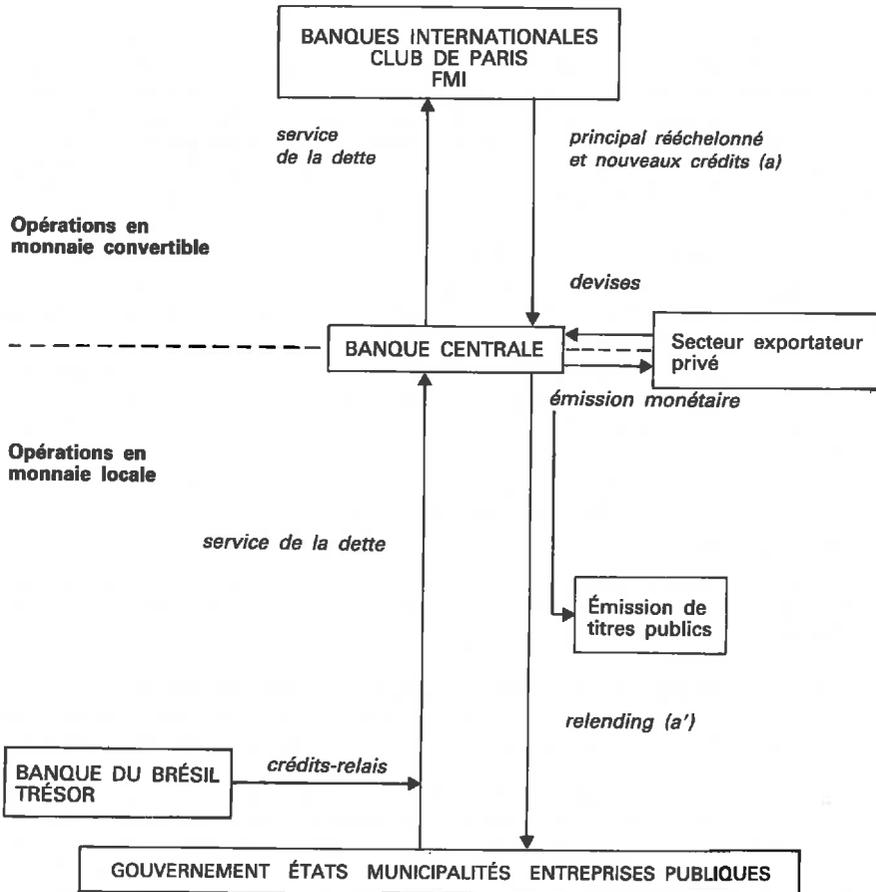 BANQUES INTERNATIONALES
CLUB DE PARIS
FMI
service
de la dette
principal rééchelonné
et nouveaux crédits (a)
Opérations en
monnaie convertible
devises
BANQUE CENTRALE
Secteur exportateur
privé
émission monétaire
Opérations en
monnaie locale
service de la dette
Émission de
titres publics
relending (a')
BANQUE DU BRÉSIL
TRÉSOR
crédits-relais
GOUVERNEMENT ÉTATS MUNICIPALITÉS ENTREPRISES PUBLIQUES